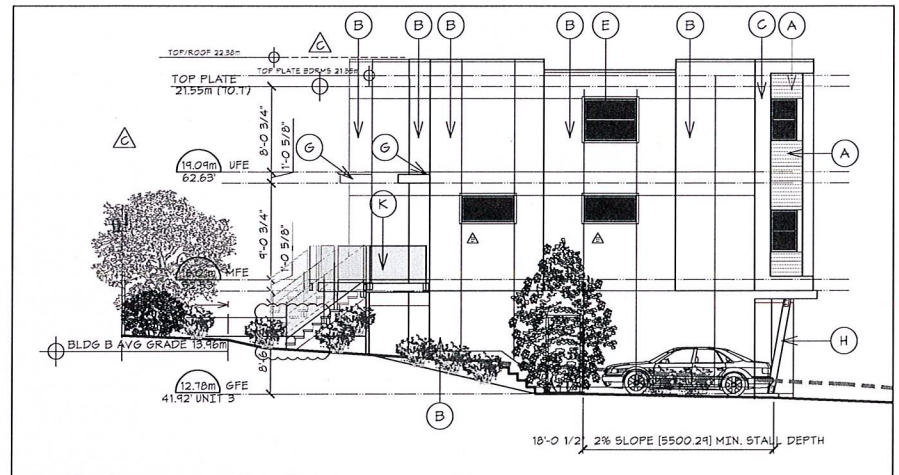 B B B B E B C A
C
TOP/ROOF 22.38m
TOP PLATE BDRMS 21.85m
TOP PLATE
21.55m (70.7')
8'-0 3/4"
1'-0 5/8"
C
G G
A
19.09m UFE
62.63'
K
9'-0 3/4"
1'-0 5/8"
MFE
BLDG B AVG GRADE 13.96m
H
8'-6
12.78m GFE
41.92' UNIT 3
B
18'-0 1/2" 2% SLOPE [5500.29] MIN. STALL DEPTH